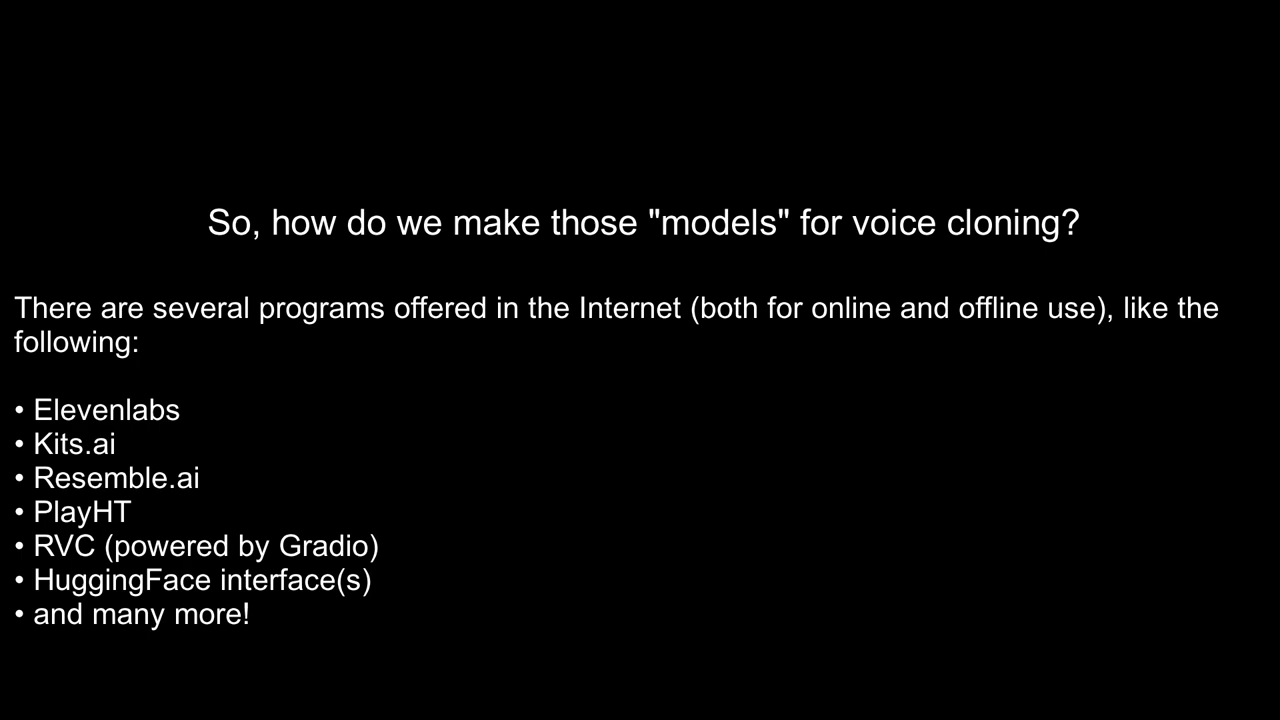 So, how do we make those "models" for voice cloning?
There are several programs offered in the Internet (both for online and offline use), like the
following:
• Elevenlabs
• Kits.ai
• Resemble.ai
• PlayHT
• RVC (powered by Gradio)
• HuggingFace interface(s)
• and many more!